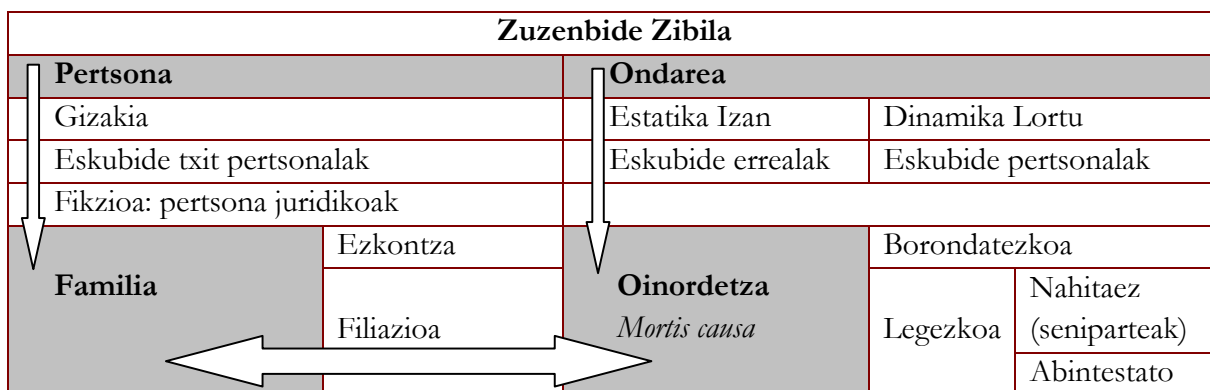 Zuzenbide Zibila
Pertsona
Ondarea
Gizakia
Estatika Izan
Dinamika Lortu
Eskubide txit pertsonalak
Eskubide errealak
Eskubide pertsonalak
Fikzioa: pertsona juridikoak
Familia
Ezkontza
Filiazioa
Oinordetza
Mortis causa
Borondatezkoa
Legezkoa
Nahitaez
(seniparteak)
Abintestato